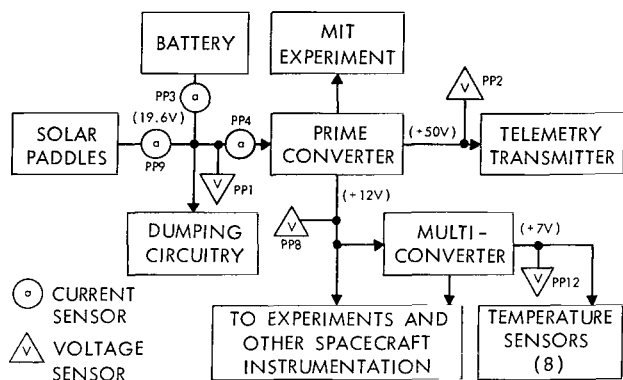 BATTERY
MIT
EXPERIMENT
PP3
a
(19.6V)
PP4
PP2
V
SOLAR
PADDLES
a
PP9
a
V
PP1
PRIME
CONVERTER
(+50V)
TELEMETRY
TRANSMITTER
(+12V)
V
PP8
DUMPING
CIRCUITRY
MULTI-
CONVERTER
(+7V)
V
PP12
a
CURRENT
SENSOR
V
VOLTAGE
SENSOR
TO EXPERIMENTS AND
OTHER SPACECRAFT
INSTRUMENTATION
TEMPERATURE
SENSORS
(8)